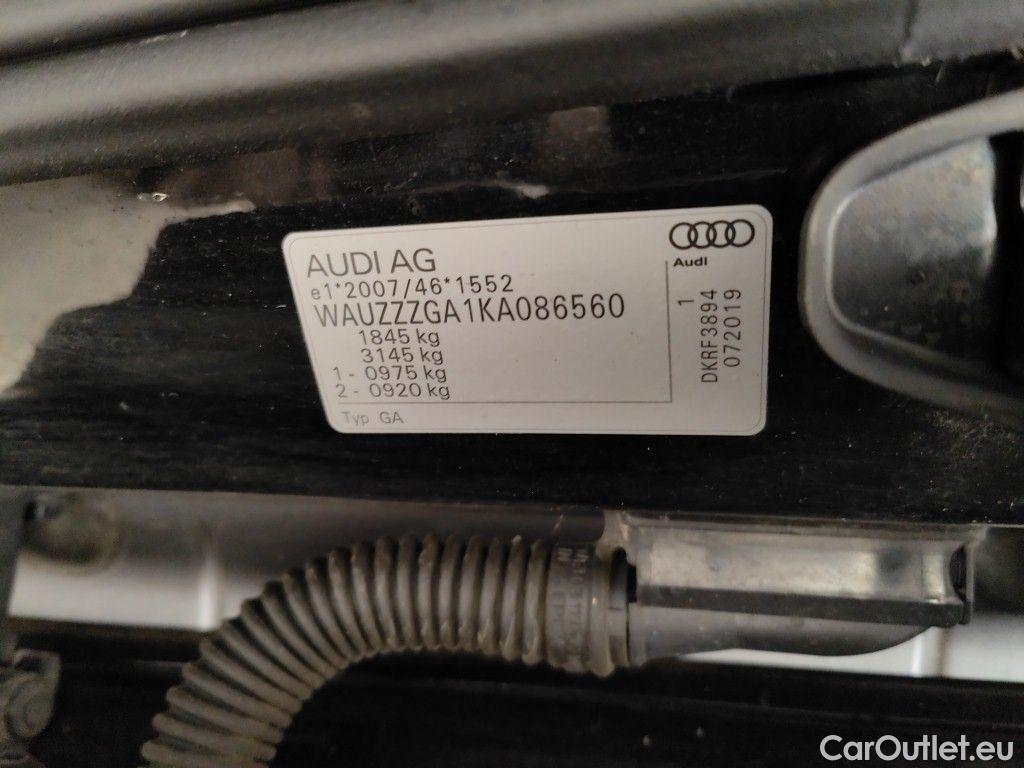 AUDI AG
e1*2007/46*1552
WAUZZZGA1KA086560
1845 kg
3145 kg
1 - 0975 kg
2 - 0920 kg
Typ GA
Audi
1
DKRF3894
072019
CarOutlet.eu